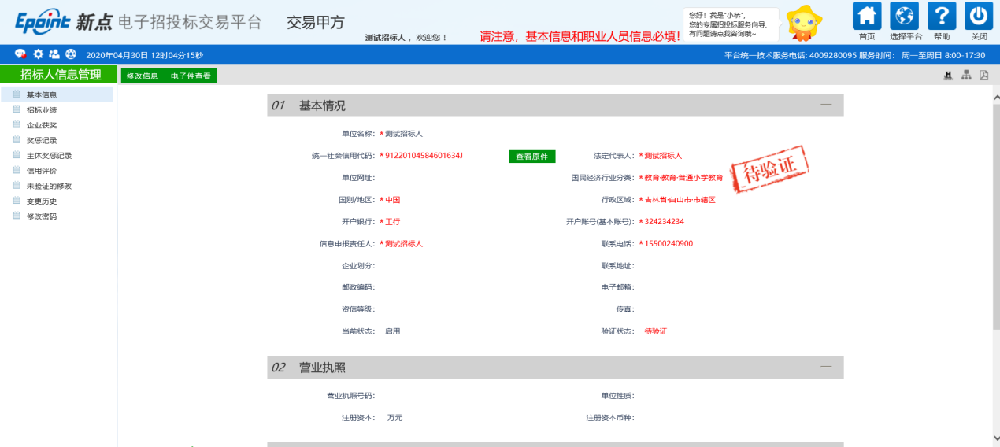 Epoint 新点 电子招投标交易平台 交易甲方
测试招标人 ，欢迎您！
请注意，基本信息和职业人员信息必填！
您好！我是"小桥",
您的专属招投标服务向导,
有问题请点我咨询哦~
首页 选择平台 帮助 关闭
2020年04月30日 12时04分15秒
平台统一技术服务电话: 4009280095 服务时间： 周一至周日 8:00-17:30
招标人信息管理
修改信息 电子件查看
基本信息
招标业绩
企业获奖
奖惩记录
主体奖惩记录
信用评价
未验证的修改
变更历史
修改密码
01 基本情况
单位名称: * 测试招标人
统一社会信用代码: * 91220104584601634J 查看原件 法定代表人: * 测试招标人
待验证
单位网址: 国民经济行业分类: * 教育·教育·普通小学教育
国别/地区: * 中国 行政区域: * 吉林省·白山市·市辖区
开户银行: * 工行 开户账号(基本账号): * 324234234
信息申报责任人: * 测试招标人 联系电话: * 15500240900
企业划分: 联系地址:
邮政编码: 电子邮箱:
资信等级: 传真:
当前状态: 启用 验证状态: 待验证
02 营业执照
营业执照号码: 单位性质:
注册资本: 万元 注册资本币种: